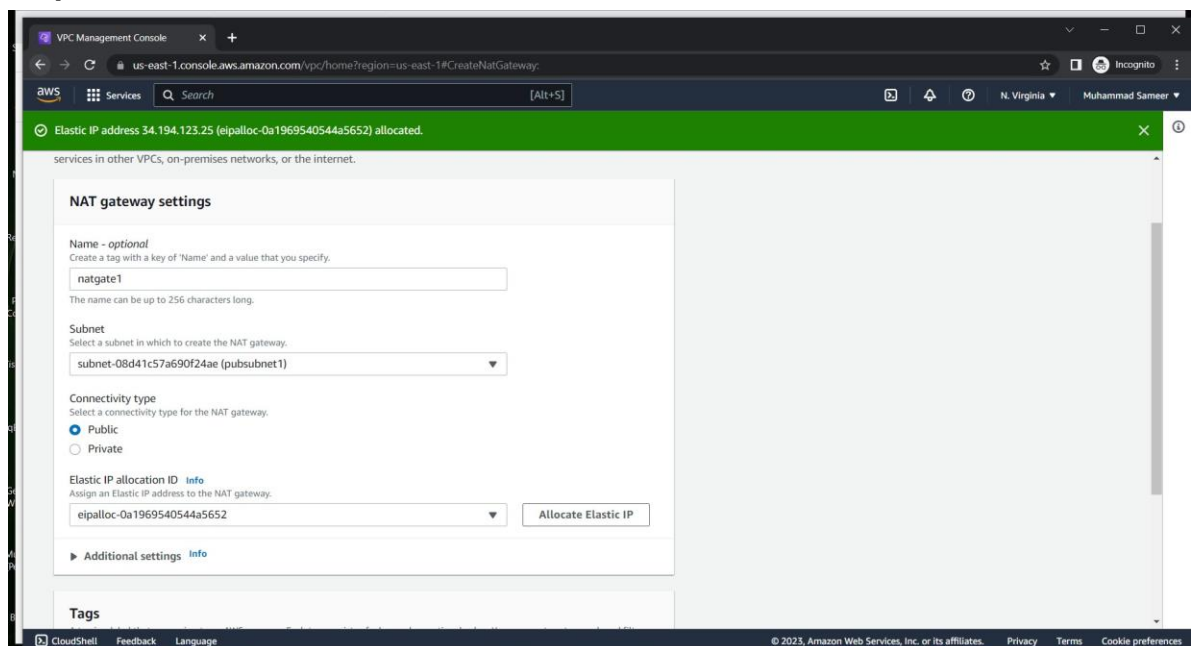 VPC Management Console
us-east-1.console.aws.amazon.com/vpc/home?region=us-east-1#CreateNatGateway:
Incognito
aws
Services
Search
[Alt+S]
N. Virginia
Muhammad Sameer
Elastic IP address 34.194.123.25 (eipalloc-0a1969540544a5652) allocated.
services in other VPCs, on-premises networks, or the internet.
NAT gateway settings
Name - optional
Create a tag with a key of 'Name' and a value that you specify.
natgate1
The name can be up to 256 characters long.
Subnet
Select a subnet in which to create the NAT gateway.
subnet-08d41c57a690f24ae (pubsubnet1)
Connectivity type
Select a connectivity type for the NAT gateway.
Public
Private
Elastic IP allocation ID Info
Assign an Elastic IP address to the NAT gateway.
eipalloc-0a1969540544a5652
Allocate Elastic IP
Additional settings Info
Tags
CloudShell Feedback Language
© 2023, Amazon Web Services, Inc. or its affiliates. Privacy Terms Cookie preferences